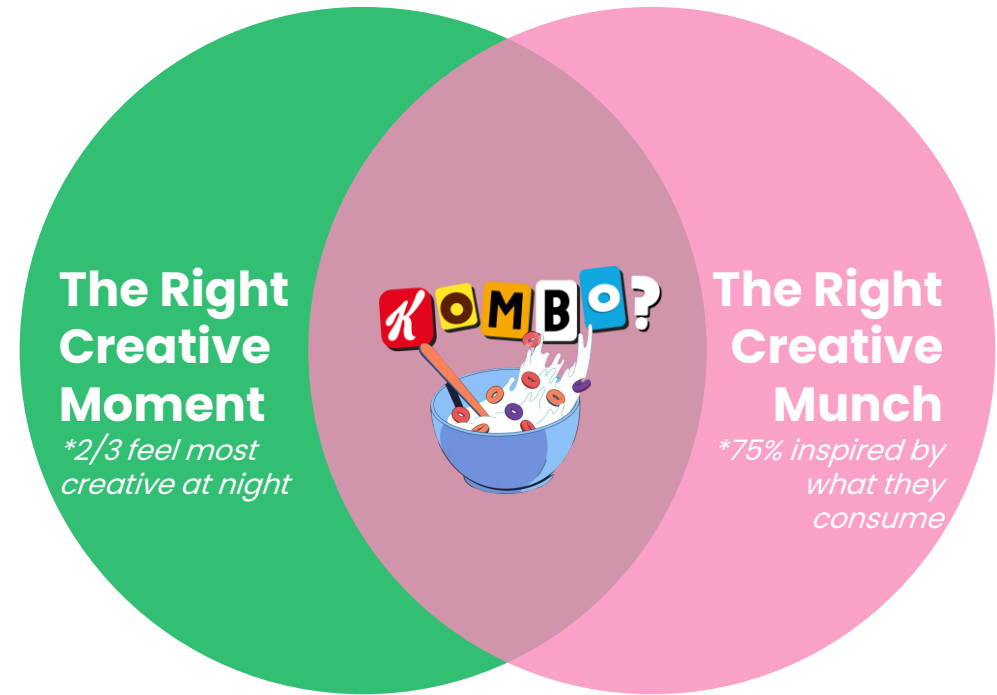 The Right
Creative
Moment
*2/3 feel most
creative at night
KOMBO?
The Right
Creative
Munch
*75% inspired by
what they
consume